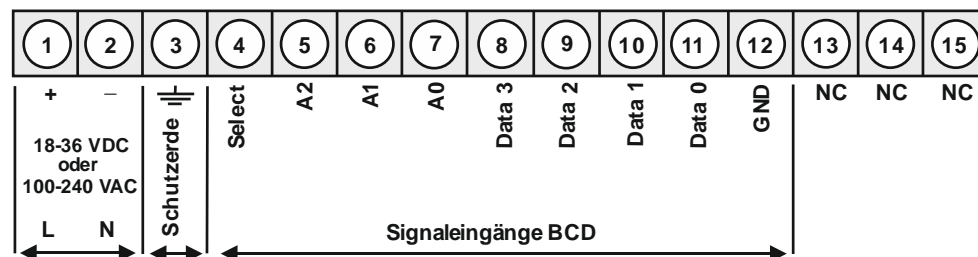 1 2 3 4 5 6 7 8 9 10 11 12 13 14 15
+ – Schutzerde Select A2 A1 A0 Data 3 Data 2 Data 1 Data 0 GND NC NC NC
18-36 VDC
oder
100-240 VAC
L N
Signaleingänge BCD